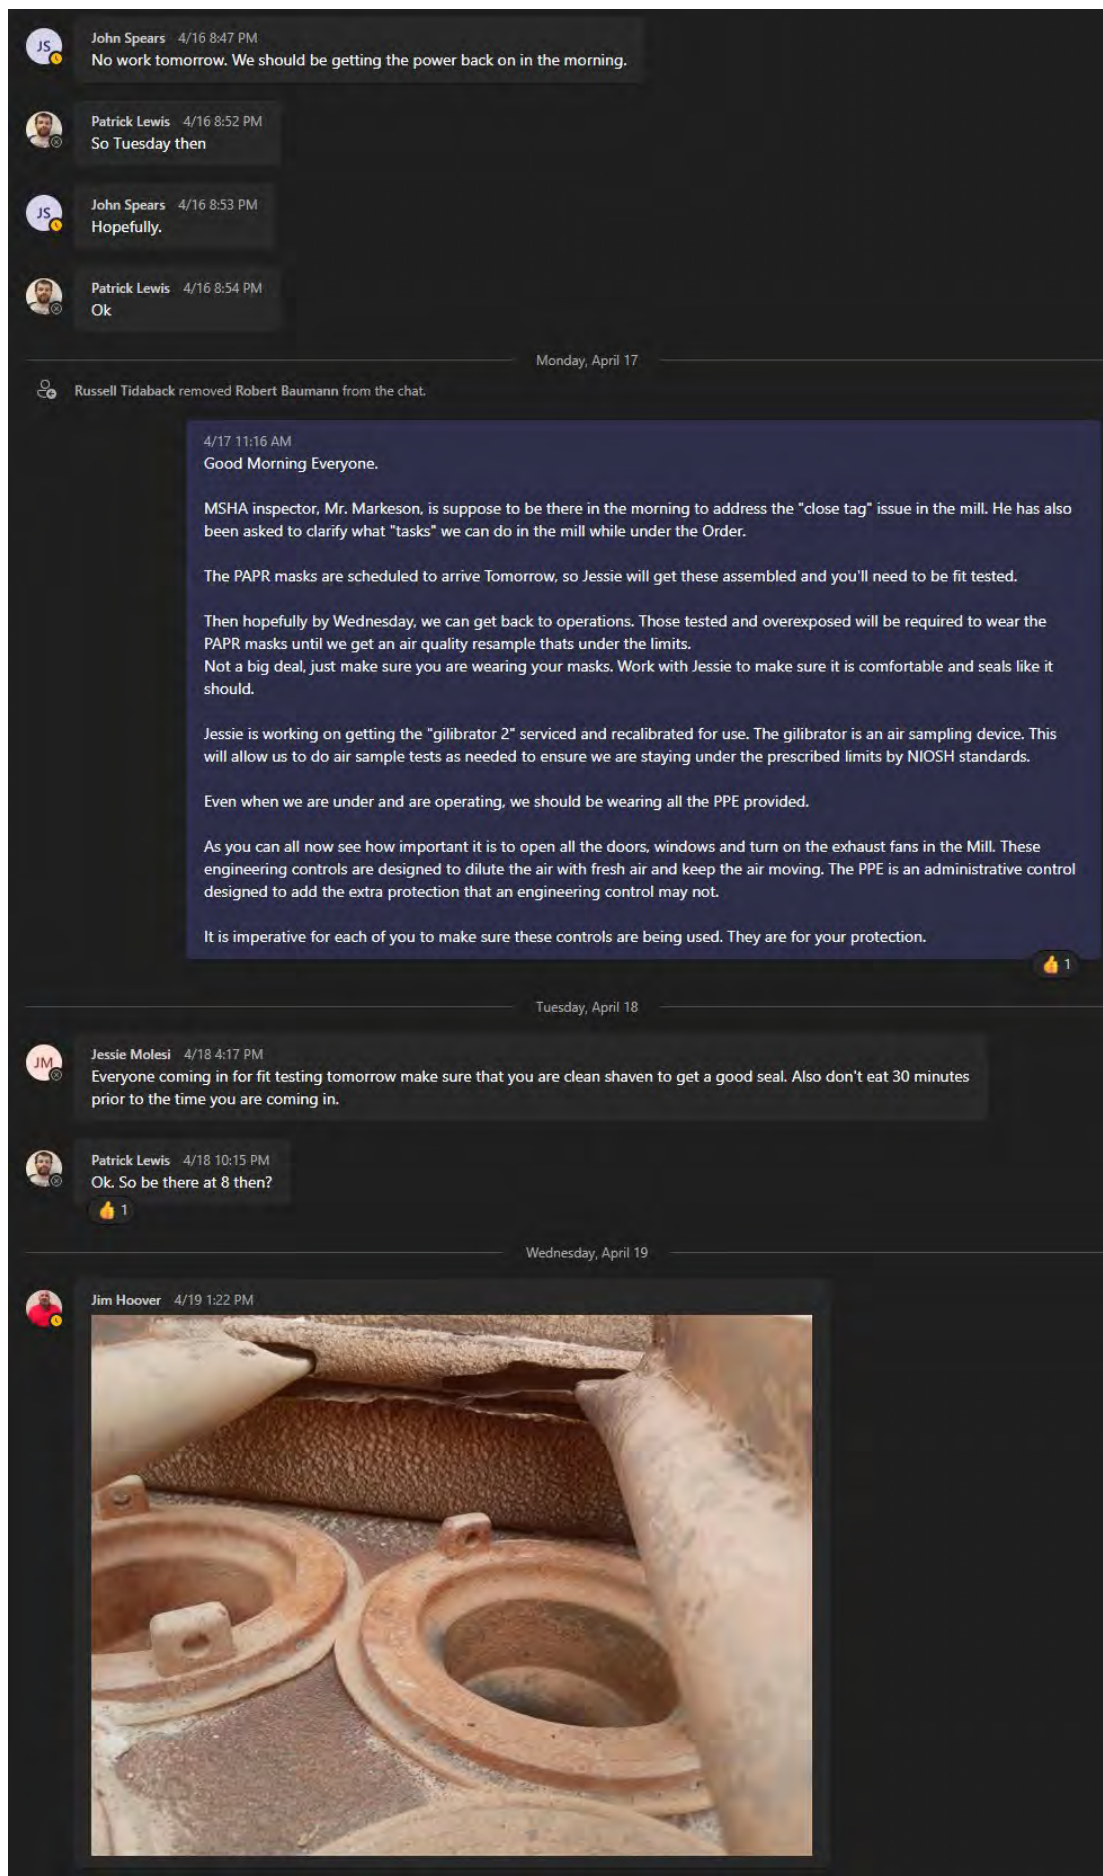 JS
John Spears 4/16 8:47 PM
No work tomorrow. We should be getting the power back on in the morning.
Patrick Lewis 4/16 8:52 PM
So Tuesday then
JS
John Spears 4/16 8:53 PM
Hopefully.
Patrick Lewis 4/16 8:54 PM
Ok
Monday, April 17
Russell Tidaback removed Robert Baumann from the chat.
4/17 11:16 AM
Good Morning Everyone.
MSHA inspector, Mr. Markeson, is suppose to be there in the morning to address the "close tag" issue in the mill. He has also
been asked to clarify what "tasks" we can do in the mill while under the Order.
The PAPR masks are scheduled to arrive Tomorrow, so Jessie will get these assembled and you'll need to be fit tested.
Then hopefully by Wednesday, we can get back to operations. Those tested and overexposed will be required to wear the
PAPR masks until we get an air quality resample thats under the limits.
Not a big deal, just make sure you are wearing your masks. Work with Jessie to make sure it is comfortable and seals like it
should.
Jessie is working on getting the "gilibrator 2" serviced and recalibrated for use. The gilibrator is an air sampling device. This
will allow us to do air sample tests as needed to ensure we are staying under the prescribed limits by NIOSH standards.
Even when we are under and are operating, we should be wearing all the PPE provided.
As you can all now see how important it is to open all the doors, windows and turn on the exhaust fans in the Mill. These
engineering controls are designed to dilute the air with fresh air and keep the air moving. The PPE is an administrative control
designed to add the extra protection that an engineering control may not.
It is imperative for each of you to make sure these controls are being used. They are for your protection.
👍 1
Tuesday, April 18
JM
Jessie Molesi 4/18 4:17 PM
Everyone coming in for fit testing tomorrow make sure that you are clean shaven to get a good seal. Also don't eat 30 minutes
prior to the time you are coming in.
Patrick Lewis 4/18 10:15 PM
Ok. So be there at 8 then?
👍 1
Wednesday, April 19
Jim Hoover 4/19 1:22 PM